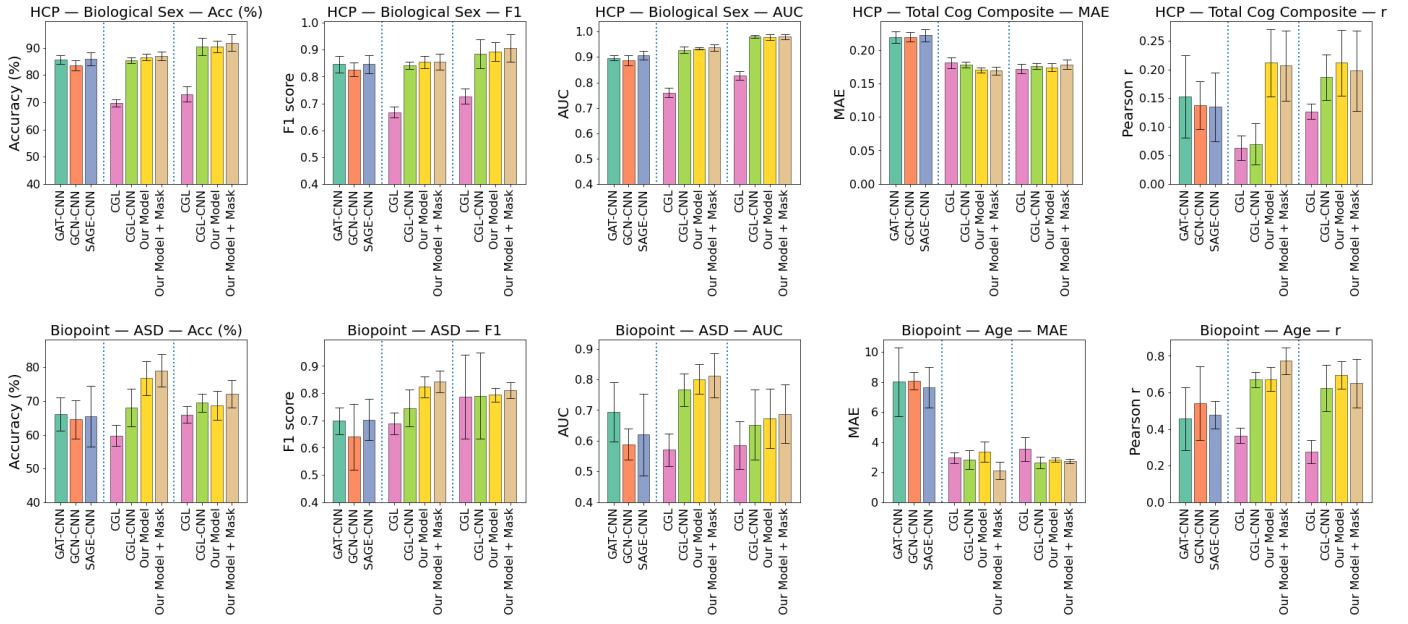 HCP — Biological Sex — Acc (%)
Accuracy (%)
90
80
70
60
50
40
GAT-CNN
GCN-CNN
SAGE-CNN
CGL
CGL-CNN
Our Model
Our Model + Mask
CGL
CGL-CNN
Our Model
Our Model + Mask
HCP — Biological Sex — F1
F1 score
1.0
0.9
0.8
0.7
0.6
0.5
0.4
GAT-CNN
GCN-CNN
SAGE-CNN
CGL
CGL-CNN
Our Model
Our Model + Mask
CGL
CGL-CNN
Our Model
Our Model + Mask
HCP — Biological Sex — AUC
AUC
1.0
0.9
0.8
0.7
0.6
0.5
0.4
GAT-CNN
GCN-CNN
SAGE-CNN
CGL
CGL-CNN
Our Model
Our Model + Mask
CGL
CGL-CNN
Our Model
Our Model + Mask
HCP — Total Cog Composite — MAE
MAE
0.20
0.15
0.10
0.05
0.00
GAT-CNN
GCN-CNN
SAGE-CNN
CGL
CGL-CNN
Our Model
Our Model + Mask
CGL
CGL-CNN
Our Model
Our Model + Mask
HCP — Total Cog Composite — r
Pearson r
0.25
0.20
0.15
0.10
0.05
0.00
GAT-CNN
GCN-CNN
SAGE-CNN
CGL
CGL-CNN
Our Model
Our Model + Mask
CGL
CGL-CNN
Our Model
Our Model + Mask
Biopoint — ASD — Acc (%)
Accuracy (%)
80
70
60
50
40
GAT-CNN
GCN-CNN
SAGE-CNN
CGL
CGL-CNN
Our Model
Our Model + Mask
CGL
CGL-CNN
Our Model
Our Model + Mask
Biopoint — ASD — F1
F1 score
0.9
0.8
0.7
0.6
0.5
0.4
GAT-CNN
GCN-CNN
SAGE-CNN
CGL
CGL-CNN
Our Model
Our Model + Mask
CGL
CGL-CNN
Our Model
Our Model + Mask
Biopoint — ASD — AUC
AUC
0.9
0.8
0.7
0.6
0.5
0.4
GAT-CNN
GCN-CNN
SAGE-CNN
CGL
CGL-CNN
Our Model
Our Model + Mask
CGL
CGL-CNN
Our Model
Our Model + Mask
Biopoint — Age — MAE
MAE
10
8
6
4
2
0
GAT-CNN
GCN-CNN
SAGE-CNN
CGL
CGL-CNN
Our Model
Our Model + Mask
CGL
CGL-CNN
Our Model
Our Model + Mask
Biopoint — Age — r
Pearson r
0.8
0.6
0.4
0.2
0.0
GAT-CNN
GCN-CNN
SAGE-CNN
CGL
CGL-CNN
Our Model
Our Model + Mask
CGL
CGL-CNN
Our Model
Our Model + Mask